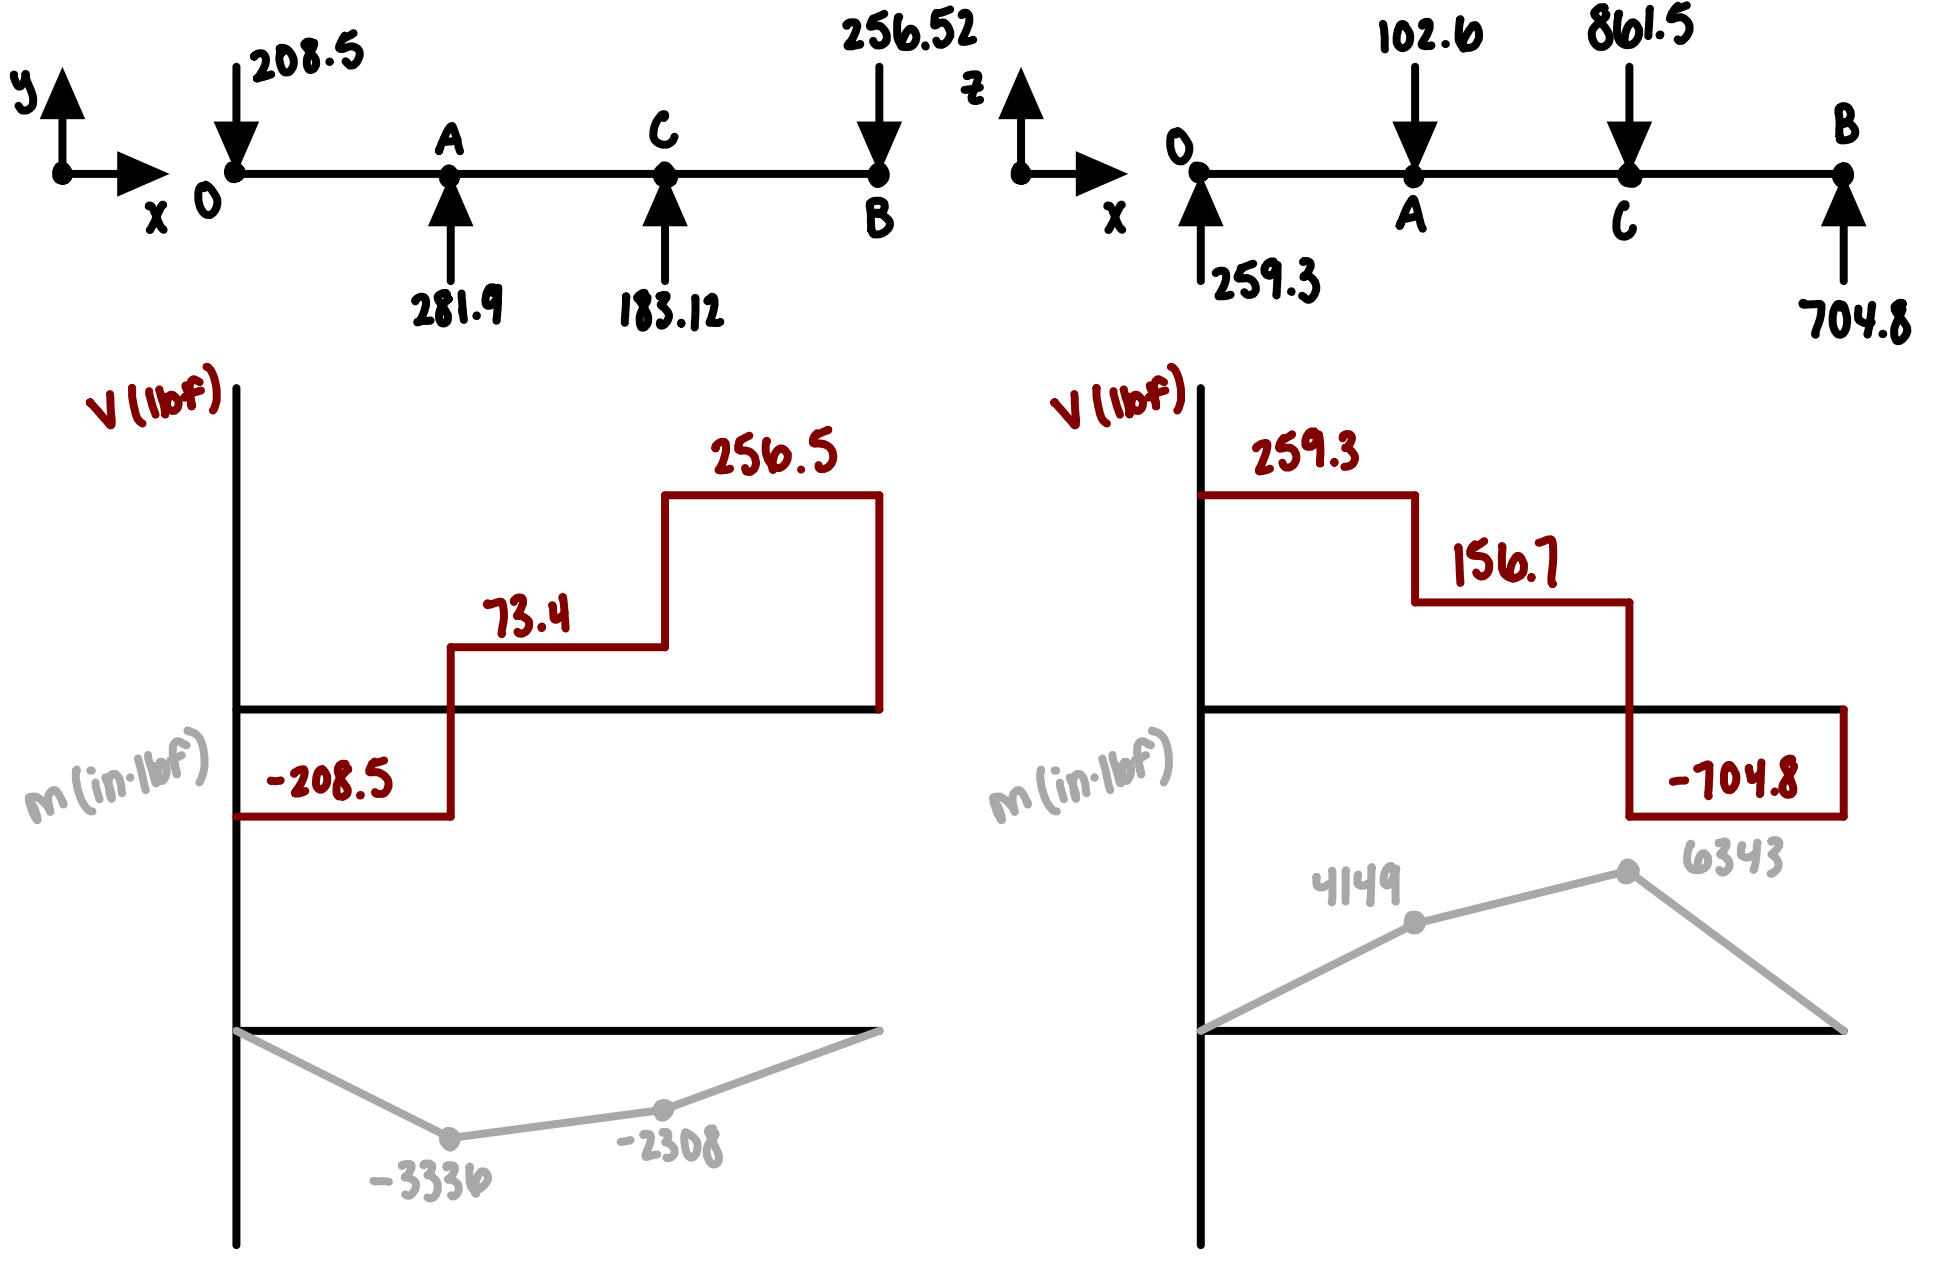 208.5
256.52
y
A
C
x
O
B
281.9
183.12
102.6
861.5
z
O
B
x
A
C
259.3
704.8
V (lbf)
256.5
73.4
-208.5
m (in·lbf)
-3336
-2308
V (lbf)
259.3
156.7
-704.8
m (in·lbf)
4149
6343